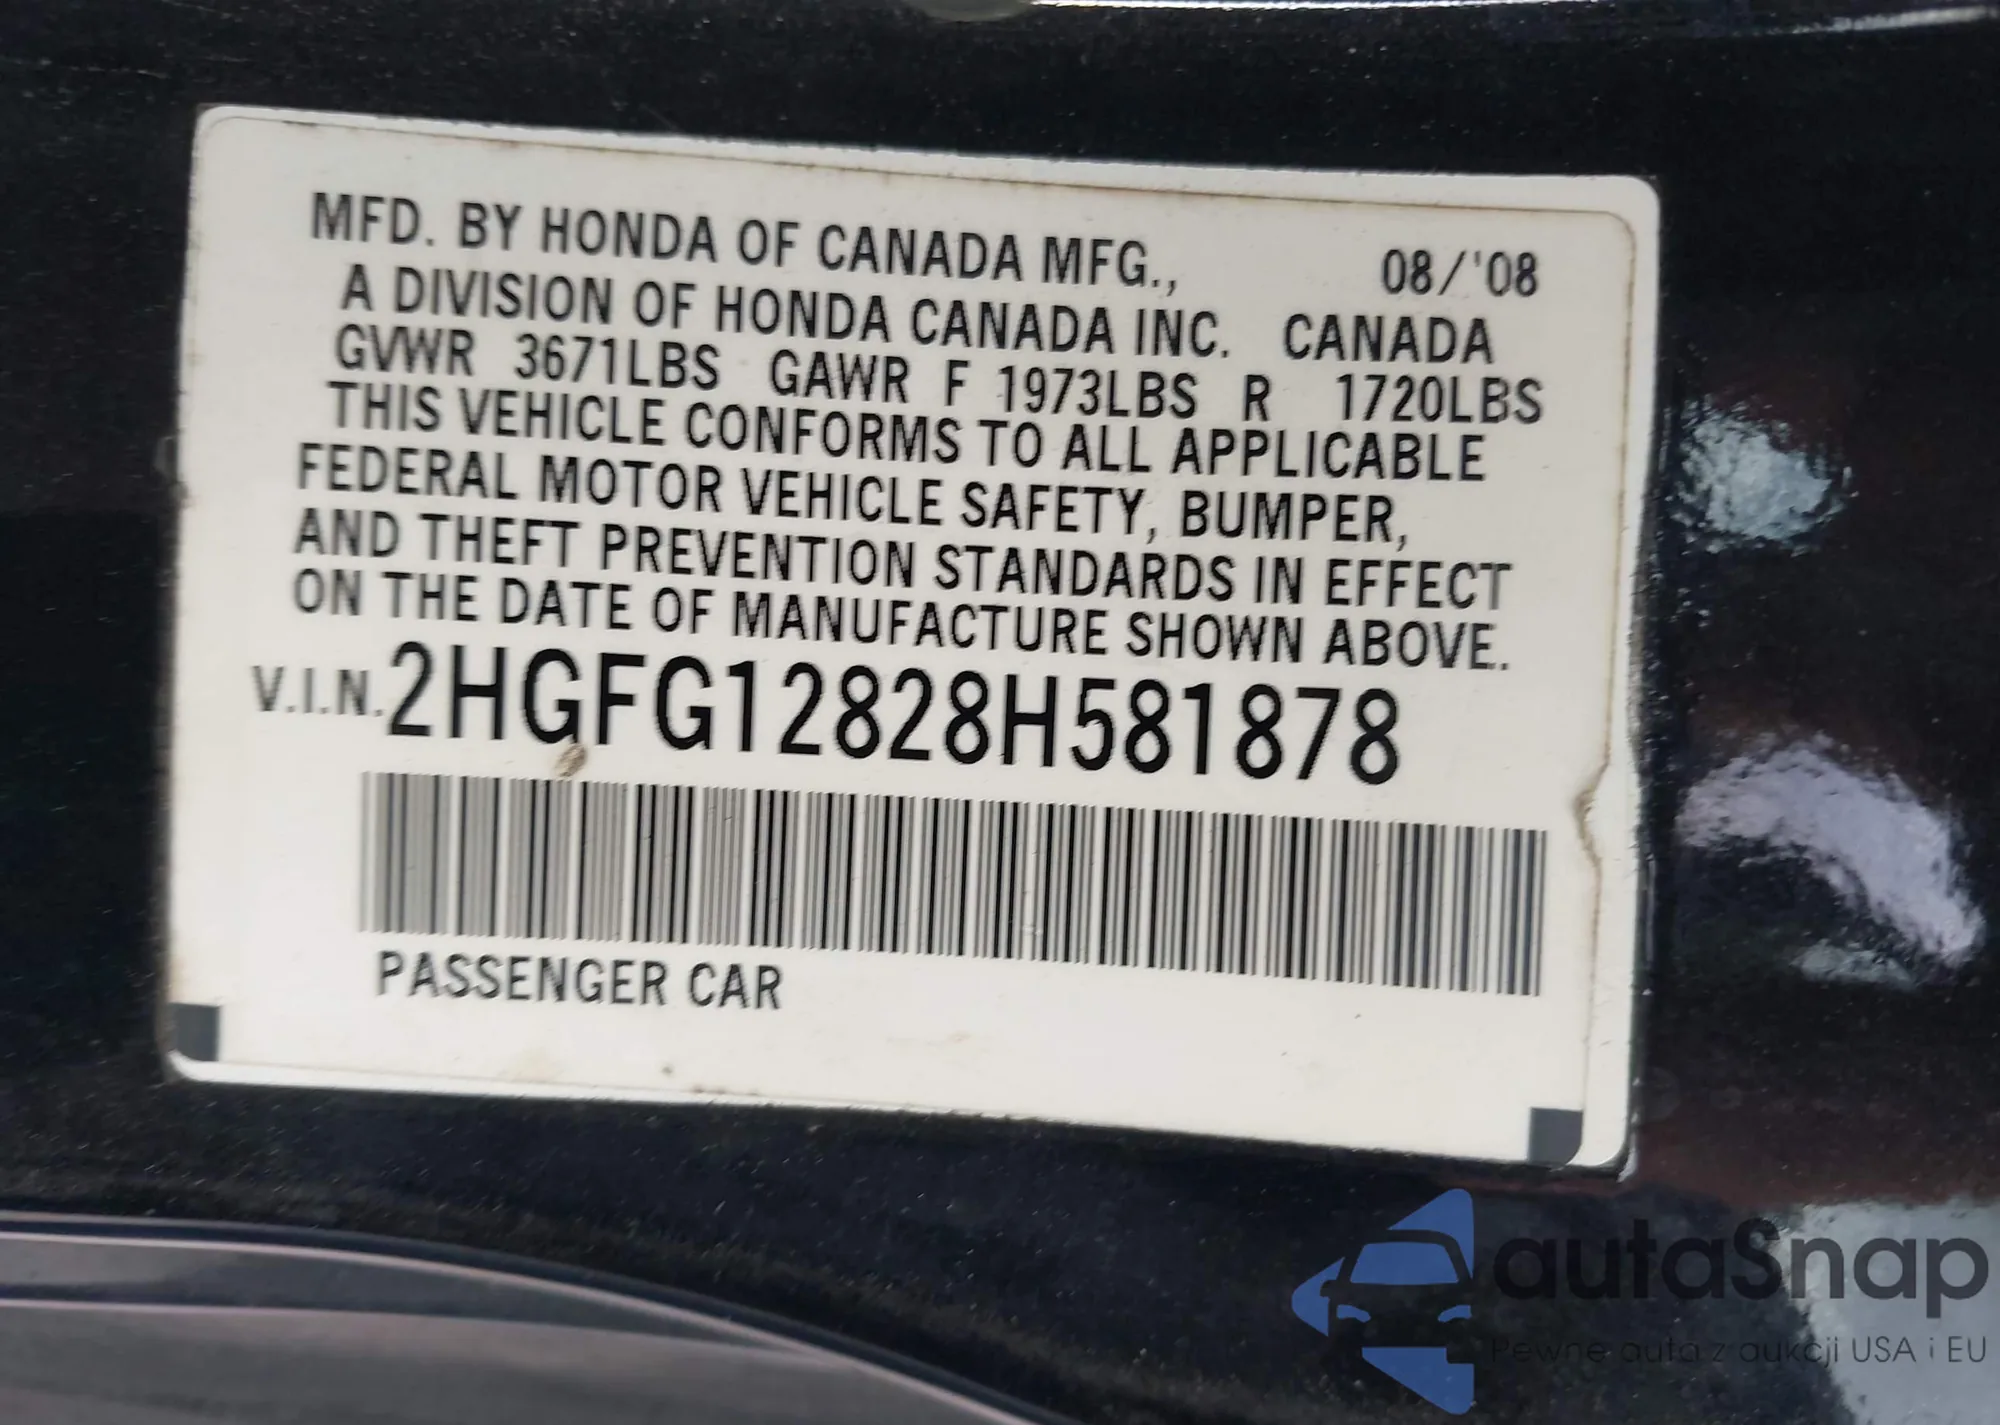 MFD. BY HONDA OF CANADA MFG., 08/'08
A DIVISION OF HONDA CANADA INC. CANADA
GVWR 3671LBS GAWR F 1973LBS R 1720LBS
THIS VEHICLE CONFORMS TO ALL APPLICABLE
FEDERAL MOTOR VEHICLE SAFETY, BUMPER,
AND THEFT PREVENTION STANDARDS IN EFFECT
ON THE DATE OF MANUFACTURE SHOWN ABOVE.
V.I.N. 2HGFG12828H581878
PASSENGER CAR
autaSnap
Pewne auta z aukcji USA i EU